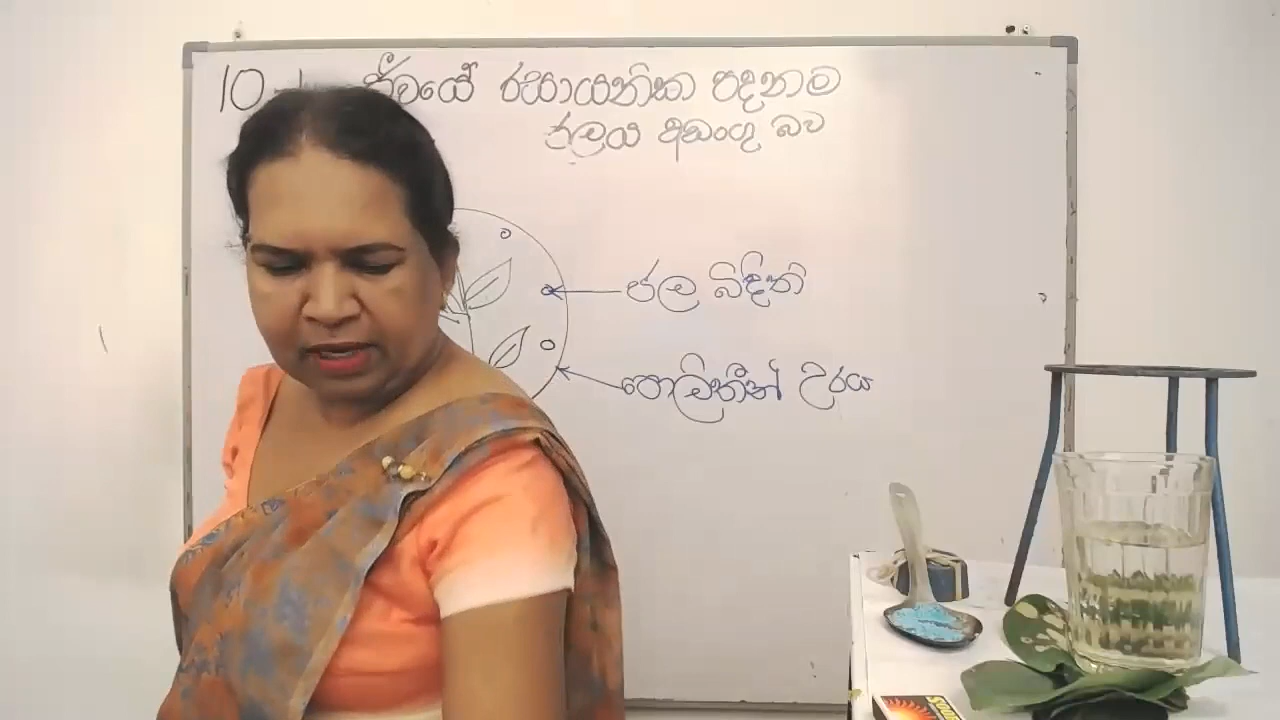 10 ජීවයේ රසායනික පදනම
ජලය අඩංගු බව
ජල බිඳිති
පොලිතීන් උරය